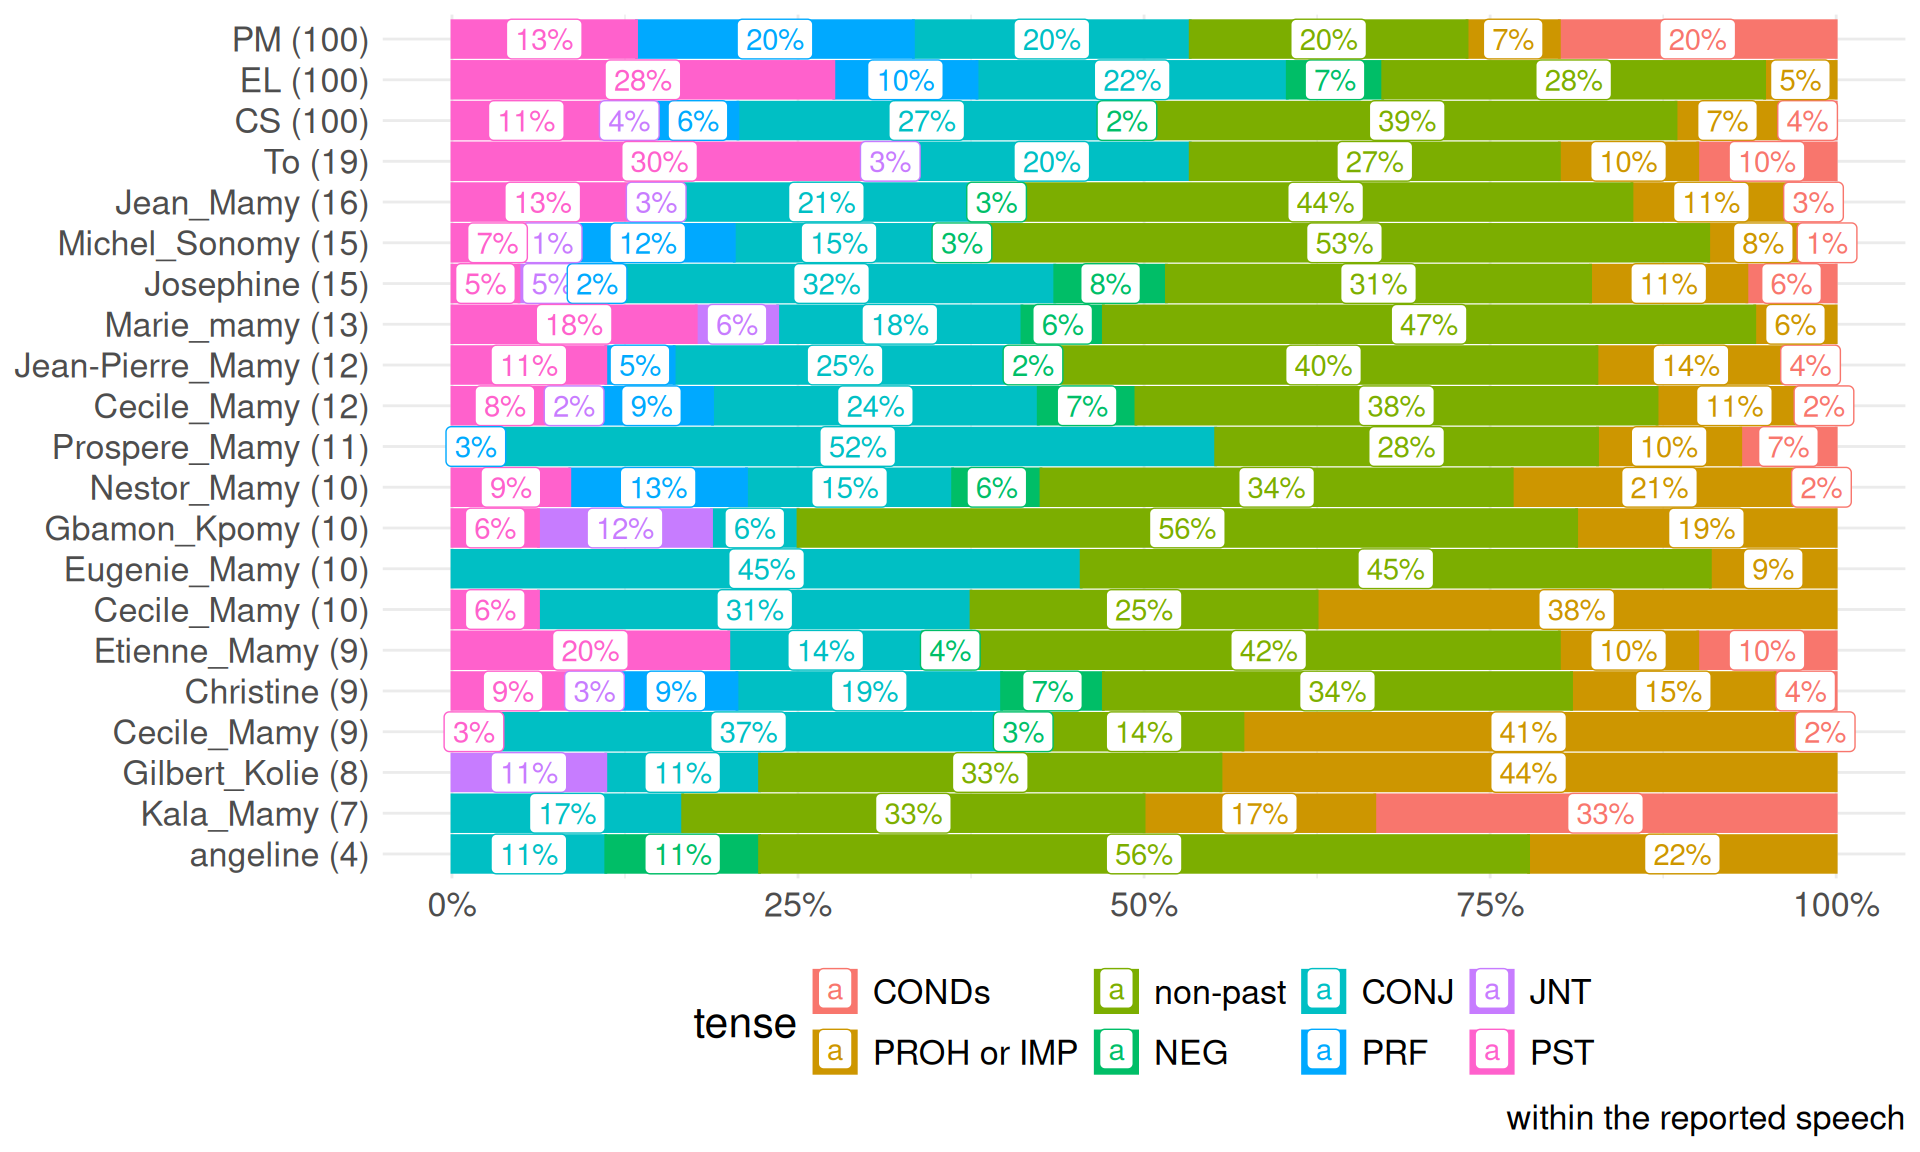 PM (100) 13% 20% 20% 20% 7% 20%
EL (100) 28% 10% 22% 7% 28% 5%
CS (100) 11% 4% 6% 27% 2% 39% 7% 4%
To (19) 30% 3% 20% 27% 10% 10%
Jean_Mamy (16) 13% 3% 21% 3% 44% 11% 3%
Michel_Sonomy (15) 7% 1% 12% 15% 3% 53% 8% 1%
Josephine (15) 5% 5% 2% 32% 8% 31% 11% 6%
Marie_mamy (13) 18% 6% 18% 6% 47% 6%
Jean-Pierre_Mamy (12) 11% 5% 25% 2% 40% 14% 4%
Cecile_Mamy (12) 8% 2% 9% 24% 7% 38% 11% 2%
Prospere_Mamy (11) 3% 52% 28% 10% 7%
Nestor_Mamy (10) 9% 13% 15% 6% 34% 21% 2%
Gbamon_Kpomy (10) 6% 12% 6% 56% 19%
Eugenie_Mamy (10) 45% 45% 9%
Cecile_Mamy (10) 6% 31% 25% 38%
Etienne_Mamy (9) 20% 14% 4% 42% 10% 10%
Christine (9) 9% 3% 9% 19% 7% 34% 15% 4%
Cecile_Mamy (9) 3% 37% 3% 14% 41% 2%
Gilbert_Kolie (8) 11% 11% 33% 44%
Kala_Mamy (7) 17% 33% 17% 33%
angeline (4) 11% 11% 56% 22%
0% 25% 50% 75% 100%
tense
a CONDs a non-past a CONJ a JNT
a PROH or IMP a NEG a PRF a PST
within the reported speech